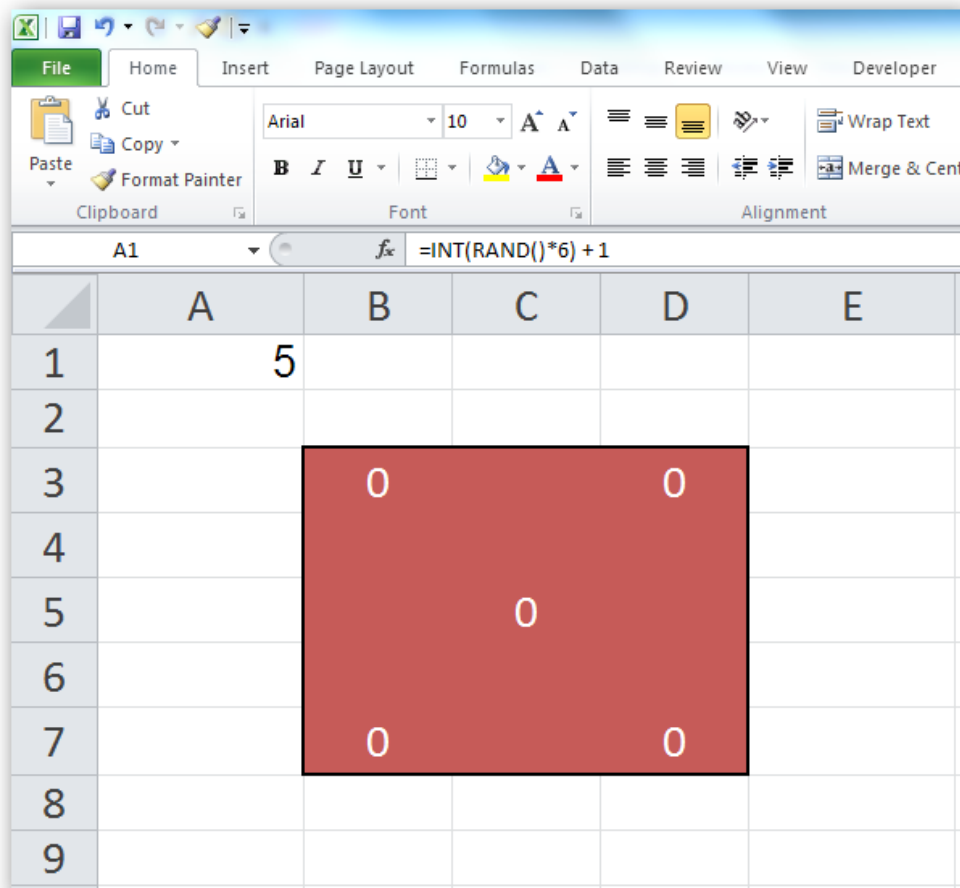 File Home Insert Page Layout Formulas Data Review View Developer
Cut
Copy
Format Painter
Paste
Clipboard
Arial 10 A A
B I U A
Font
Wrap Text
Merge & Cent
Alignment
A1 fx =INT(RAND()*6) + 1
A B C D E
1 5
2
3 0 0
4
5 0
6
7 0 0
8
9